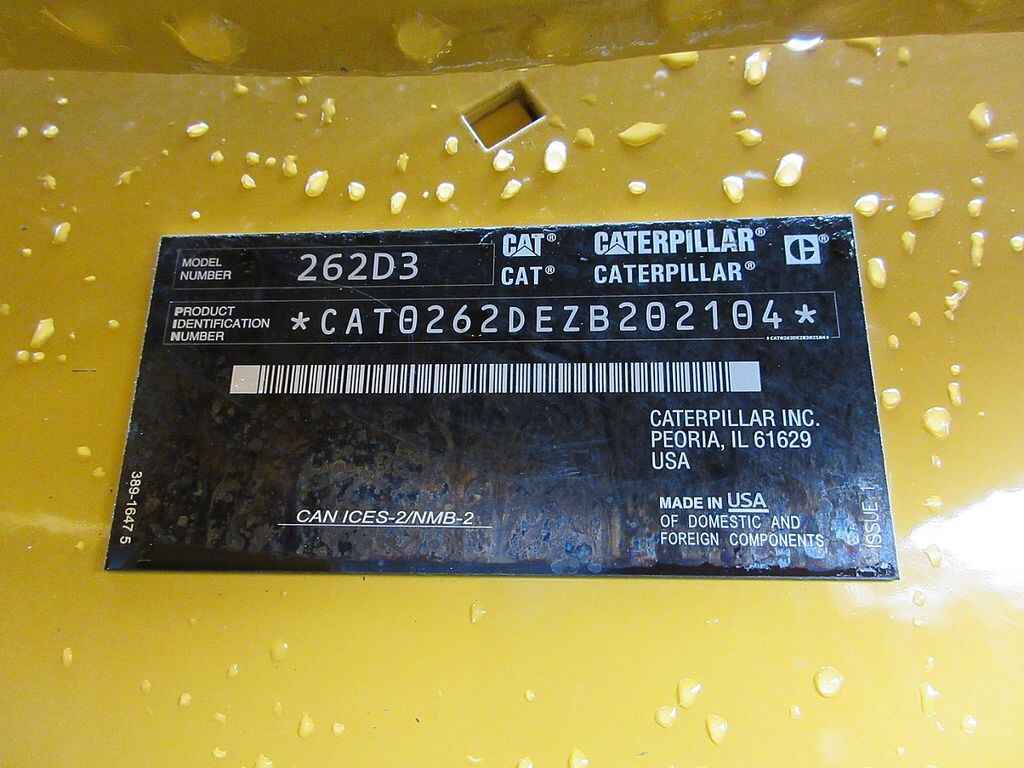 MODEL NUMBER 262D3
CAT® CATERPILLAR®
CAT® CATERPILLAR®
PRODUCT IDENTIFICATION NUMBER *CAT0262DEZB202104*
*CAT0262DEZB202104*
CATERPILLAR INC.
PEORIA, IL 61629
USA
MADE IN USA
OF DOMESTIC AND
FOREIGN COMPONENTS
CAN ICES-2/NMB-2
389-1647 5
ISSUE 1